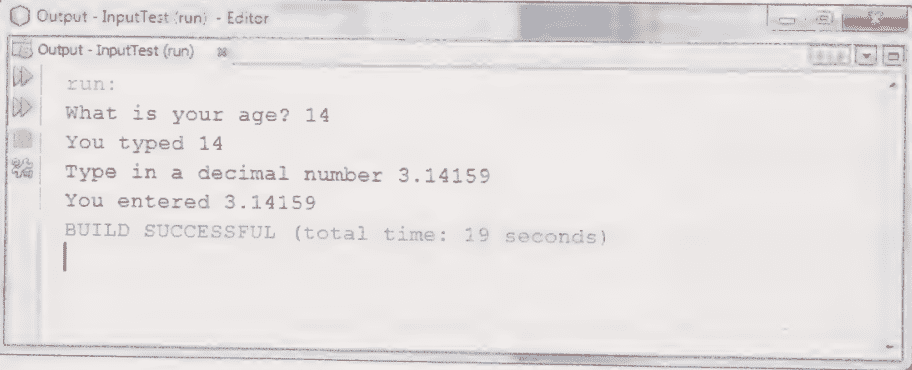 Output - InputTest (run) - Editor
Output - InputTest (run)
run:
What is your age? 14
You typed 14
Type in a decimal number 3.14159
You entered 3.14159
BUILD SUCCESSFUL (total time: 19 seconds)